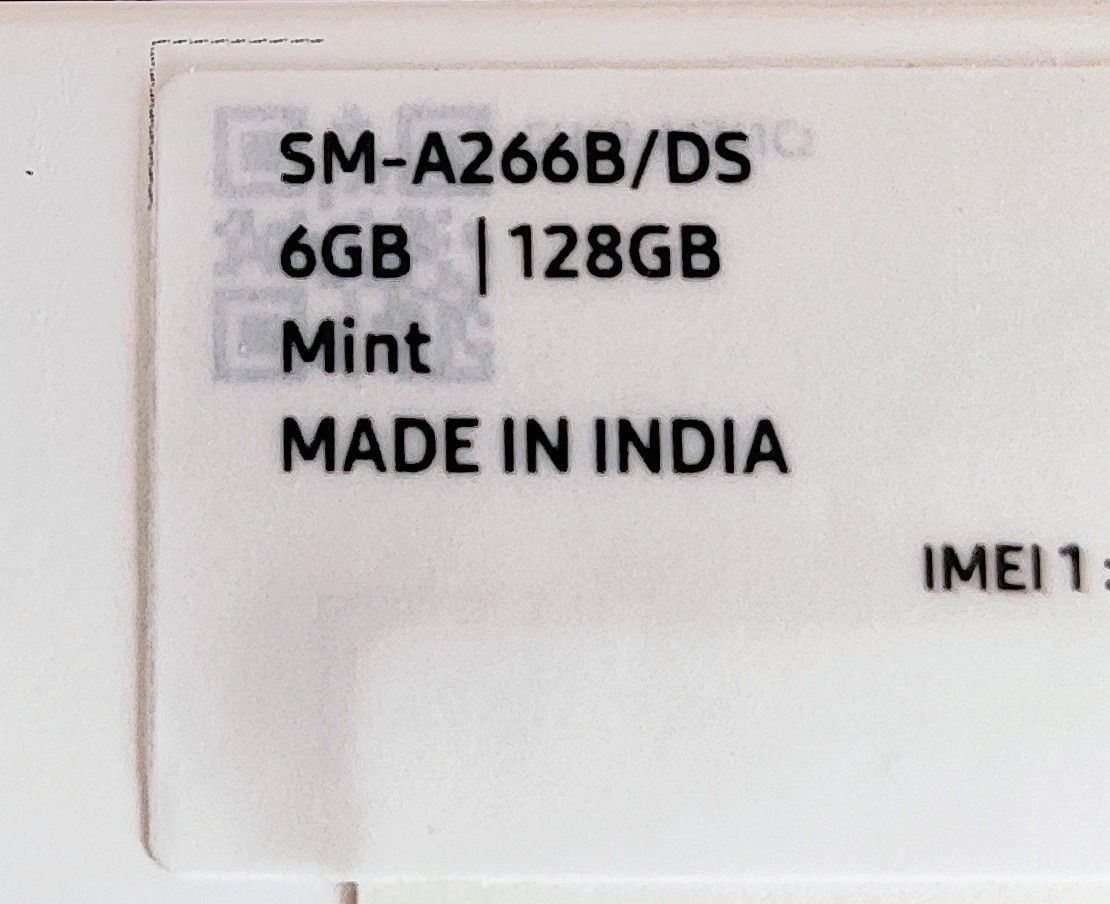 SM-A266B/DS
6GB | 128GB
Mint
MADE IN INDIA
IMEI 1 :